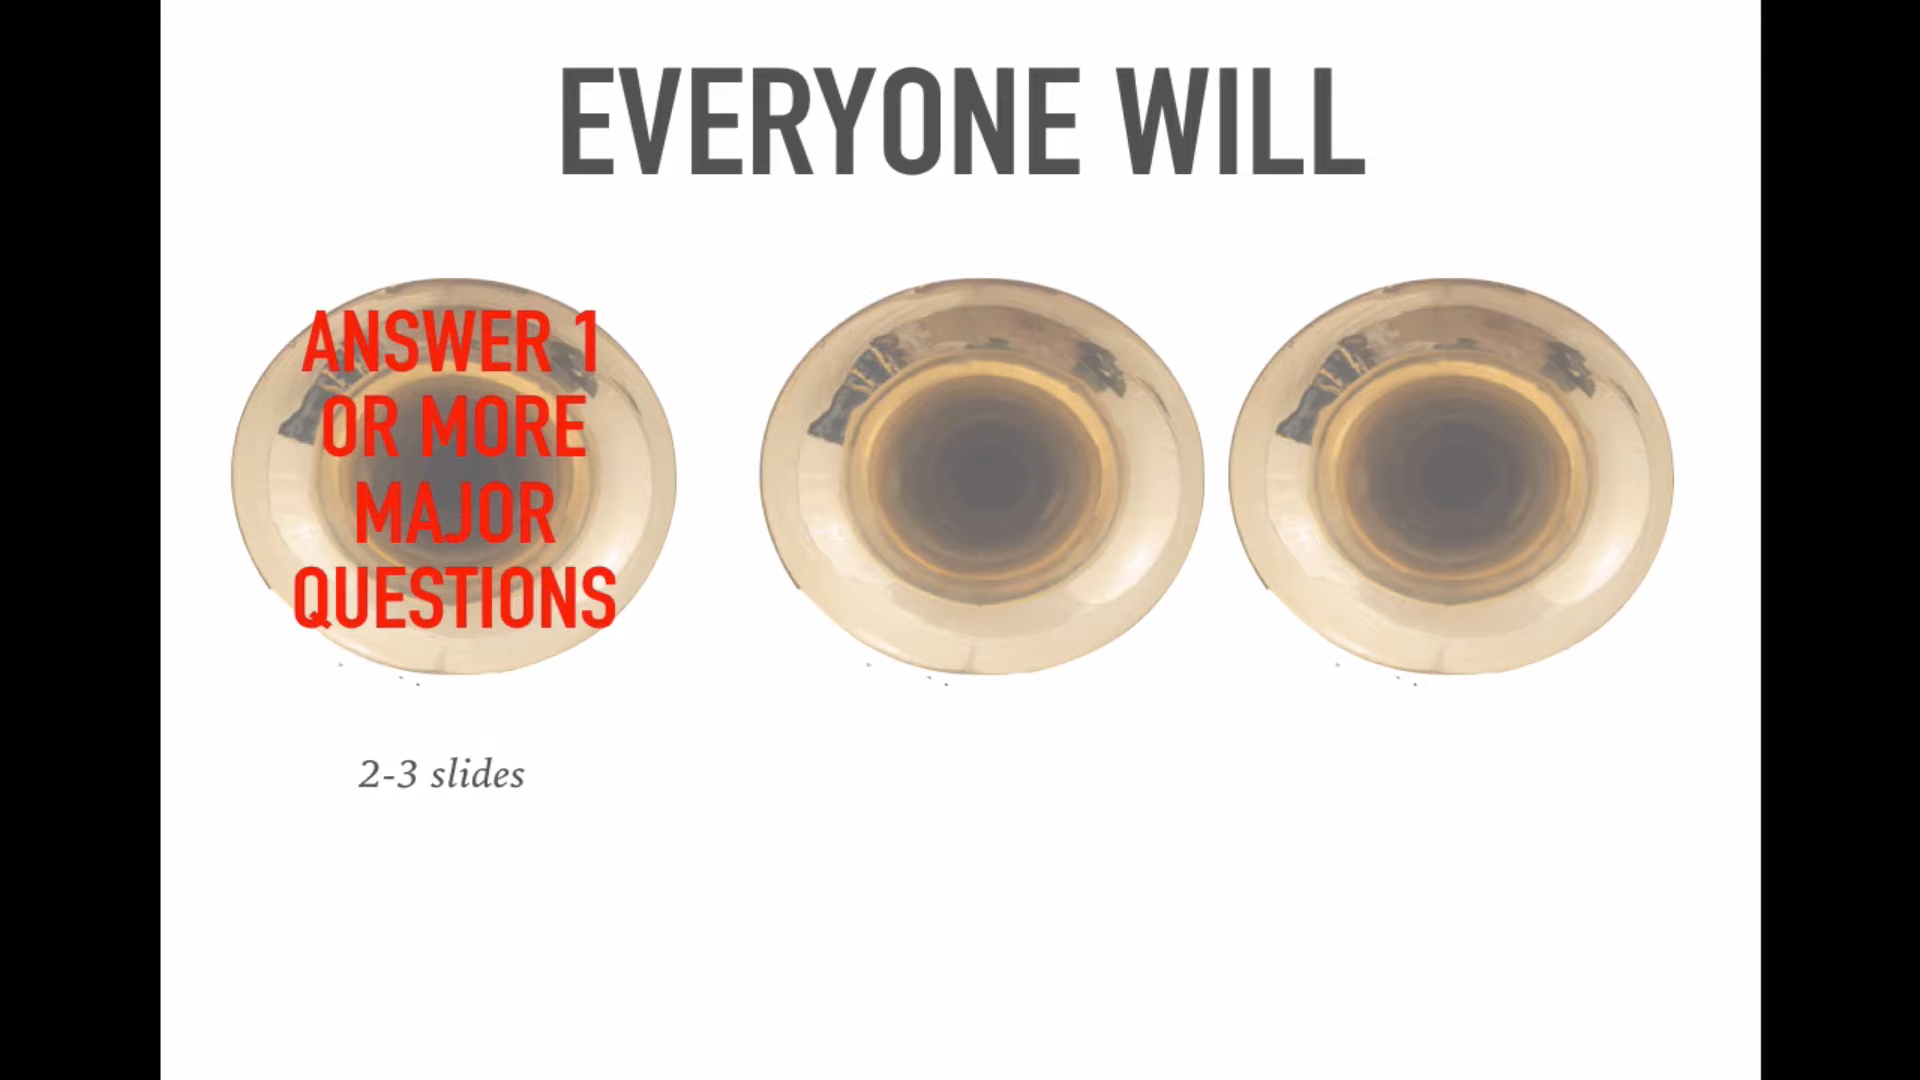 EVERYONE WILL
ANSWER 1
OR MORE
MAJOR
QUESTIONS
2-3 slides